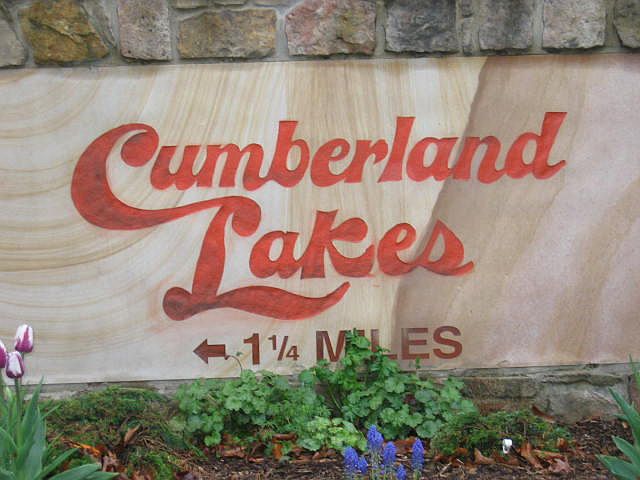 Cumberland
Lakes
← 1¼ MILES